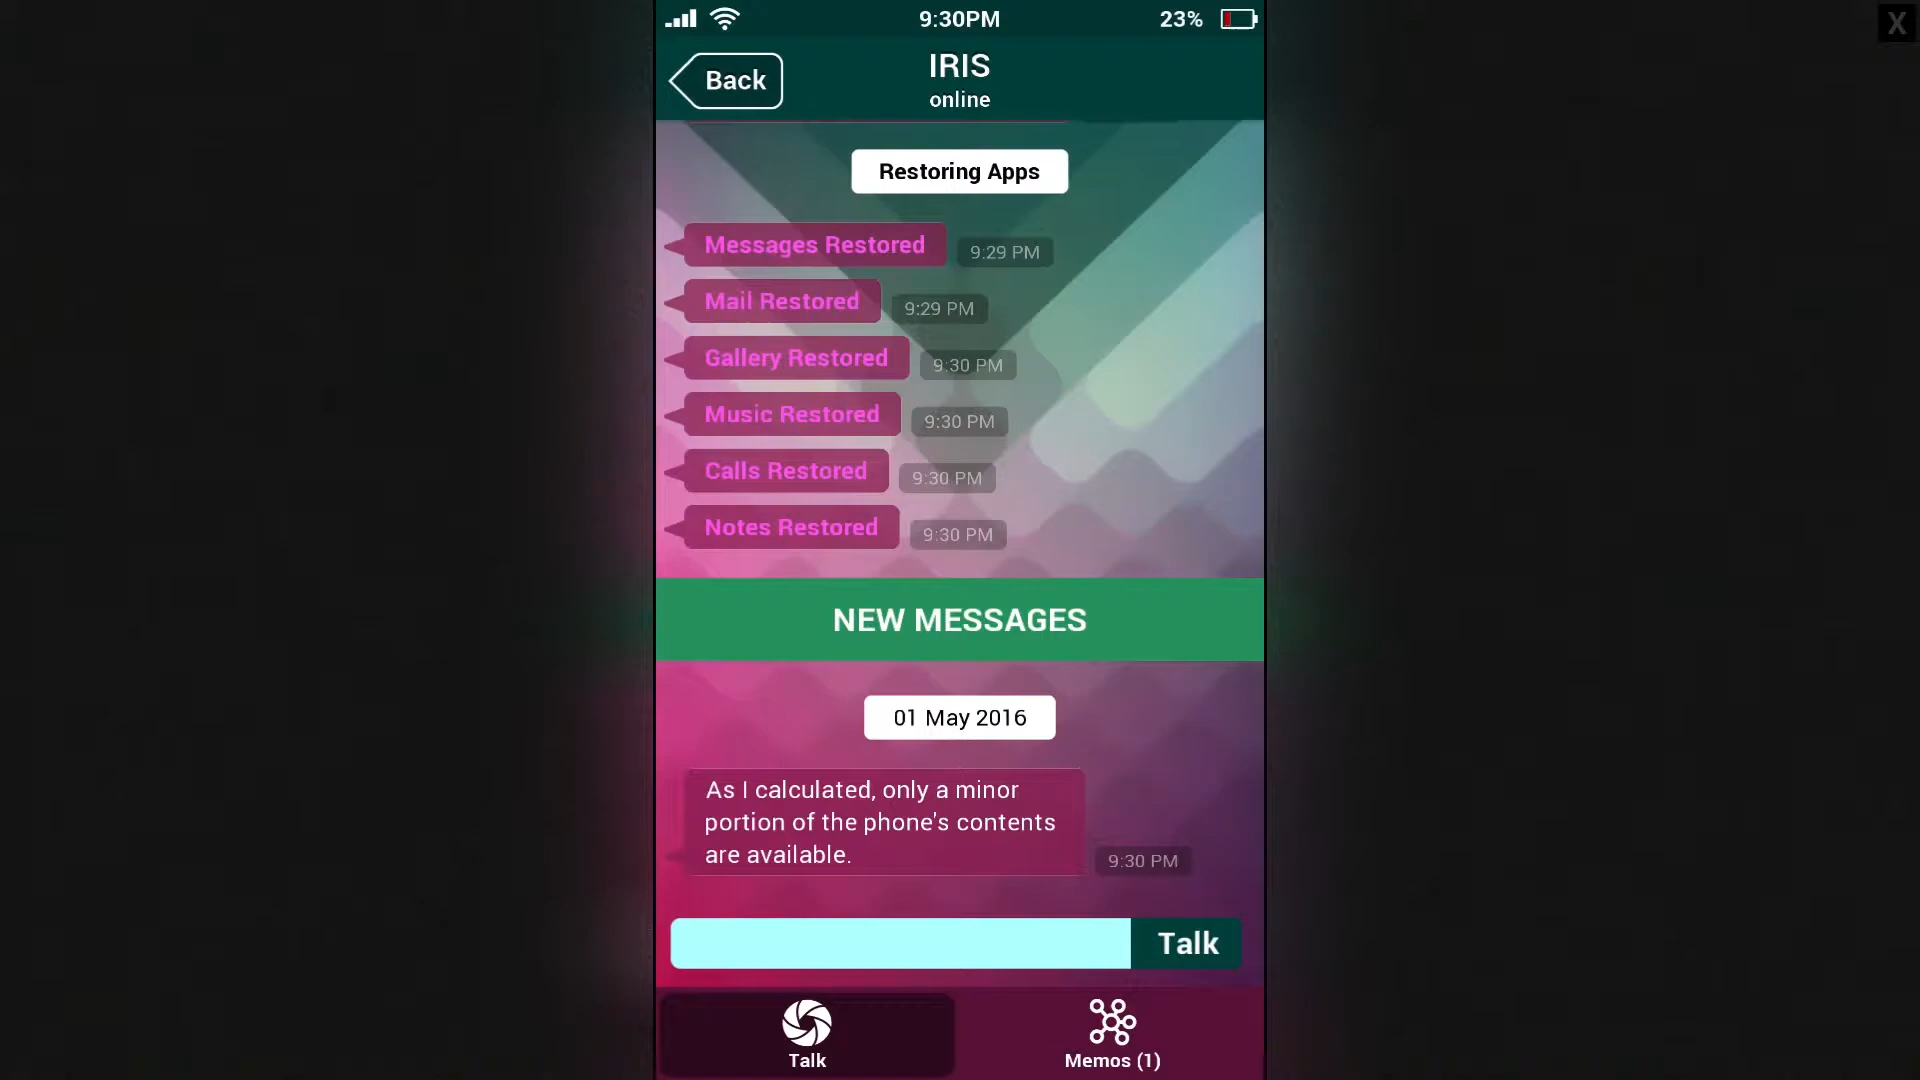 9:30PM
23%
X
Back
IRIS
online
Restoring Apps
Messages Restored
9:29 PM
Mail Restored
9:29 PM
Gallery Restored
9:30 PM
Music Restored
9:30 PM
Calls Restored
9:30 PM
Notes Restored
9:30 PM
NEW MESSAGES
01 May 2016
As I calculated, only a minor
portion of the phone's contents
are available.
9:30 PM
Talk
Talk
Memos (1)